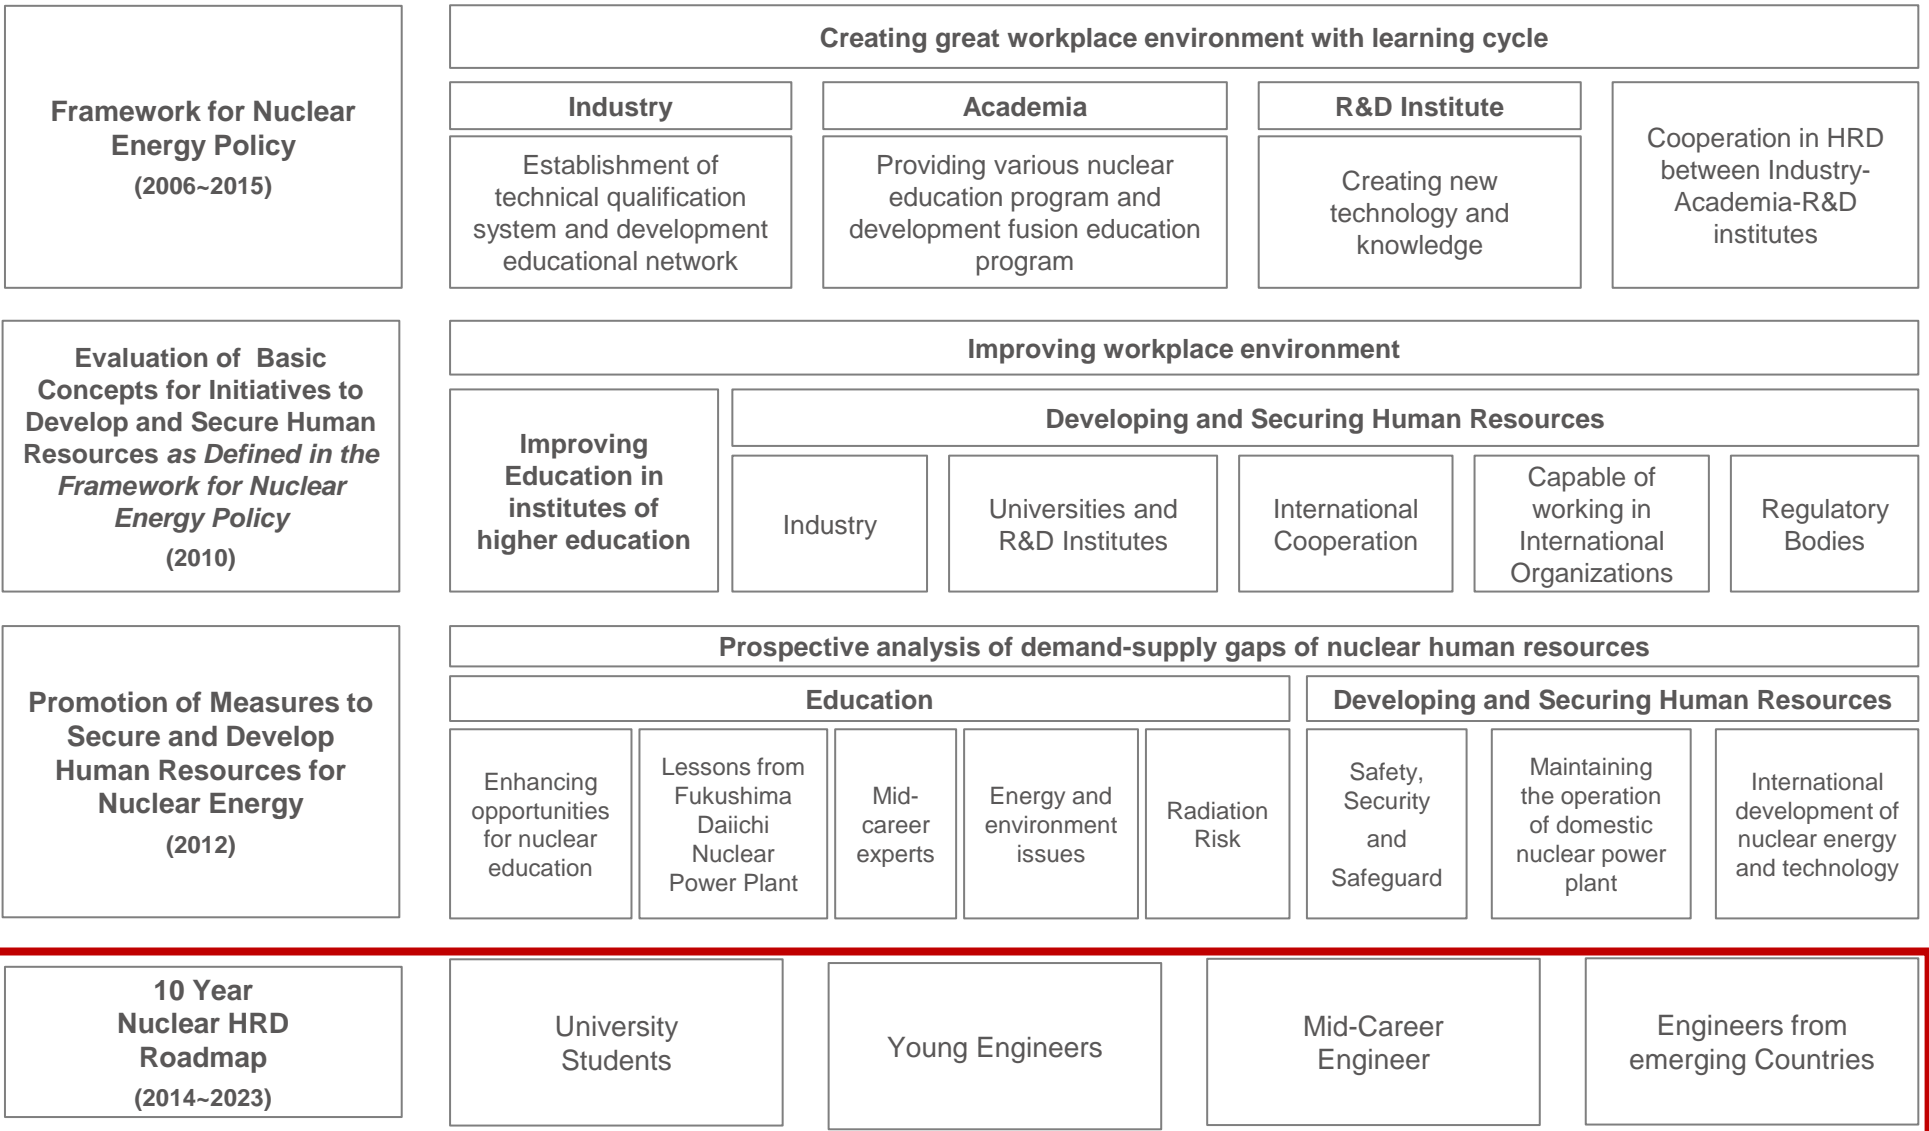 Framework for Nuclear
Energy Policy
(2006~2015)
Creating great workplace environment with learning cycle
Industry
Establishment of
technical qualification
system and development
educational network
Academia
Providing various nuclear
education program and
development fusion education
program
R&D Institute
Creating new
technology and
knowledge
Cooperation in HRD
between Industry-
Academia-R&D
institutes
Evaluation of Basic
Concepts for Initiatives to
Develop and Secure Human
Resources as Defined in the
Framework for Nuclear
Energy Policy
(2010)
Improving workplace environment
Improving
Education in
institutes of
higher education
Developing and Securing Human Resources
Industry
Universities and
R&D Institutes
International
Cooperation
Capable of
working in
International
Organizations
Regulatory
Bodies
Promotion of Measures to
Secure and Develop
Human Resources for
Nuclear Energy
(2012)
Prospective analysis of demand-supply gaps of nuclear human resources
Education
Enhancing
opportunities
for nuclear
education
Lessons from
Fukushima
Daiichi
Nuclear
Power Plant
Mid-
career
experts
Energy and
environment
issues
Radiation
Risk
Developing and Securing Human Resources
Safety,
Security
and
Safeguard
Maintaining
the operation
of domestic
nuclear power
plant
International
development of
nuclear energy
and technology
10 Year
Nuclear HRD
Roadmap
(2014~2023)
University
Students
Young Engineers
Mid-Career
Engineer
Engineers from
emerging Countries